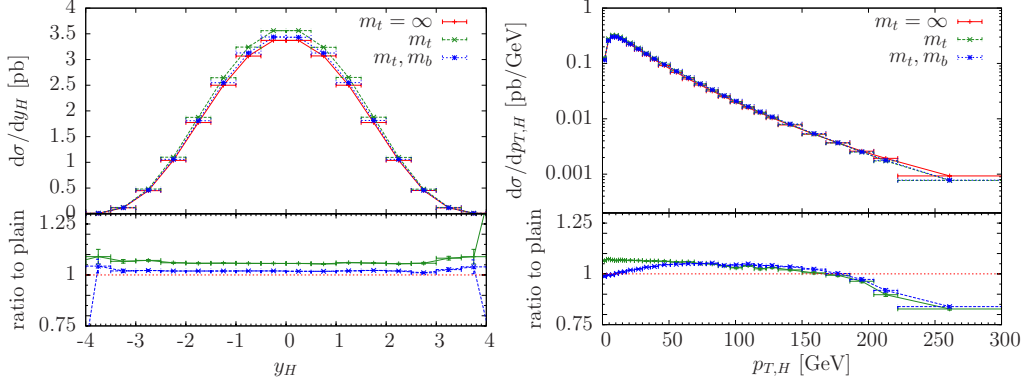 dσ/dy_H [pb]
4
3.5
3
2.5
2
1.5
1
0.5
0
m_t = ∞
m_t
m_t, m_b
ratio to plain
1.25
1
0.75
-4 -3 -2 -1 0 1 2 3 4
y_H
dσ/dp_{T,H} [pb/GeV]
1
0.1
0.01
0.001
m_t = ∞
m_t
m_t, m_b
ratio to plain
1.25
1
0.75
0 50 100 150 200 250 300
p_{T,H} [GeV]